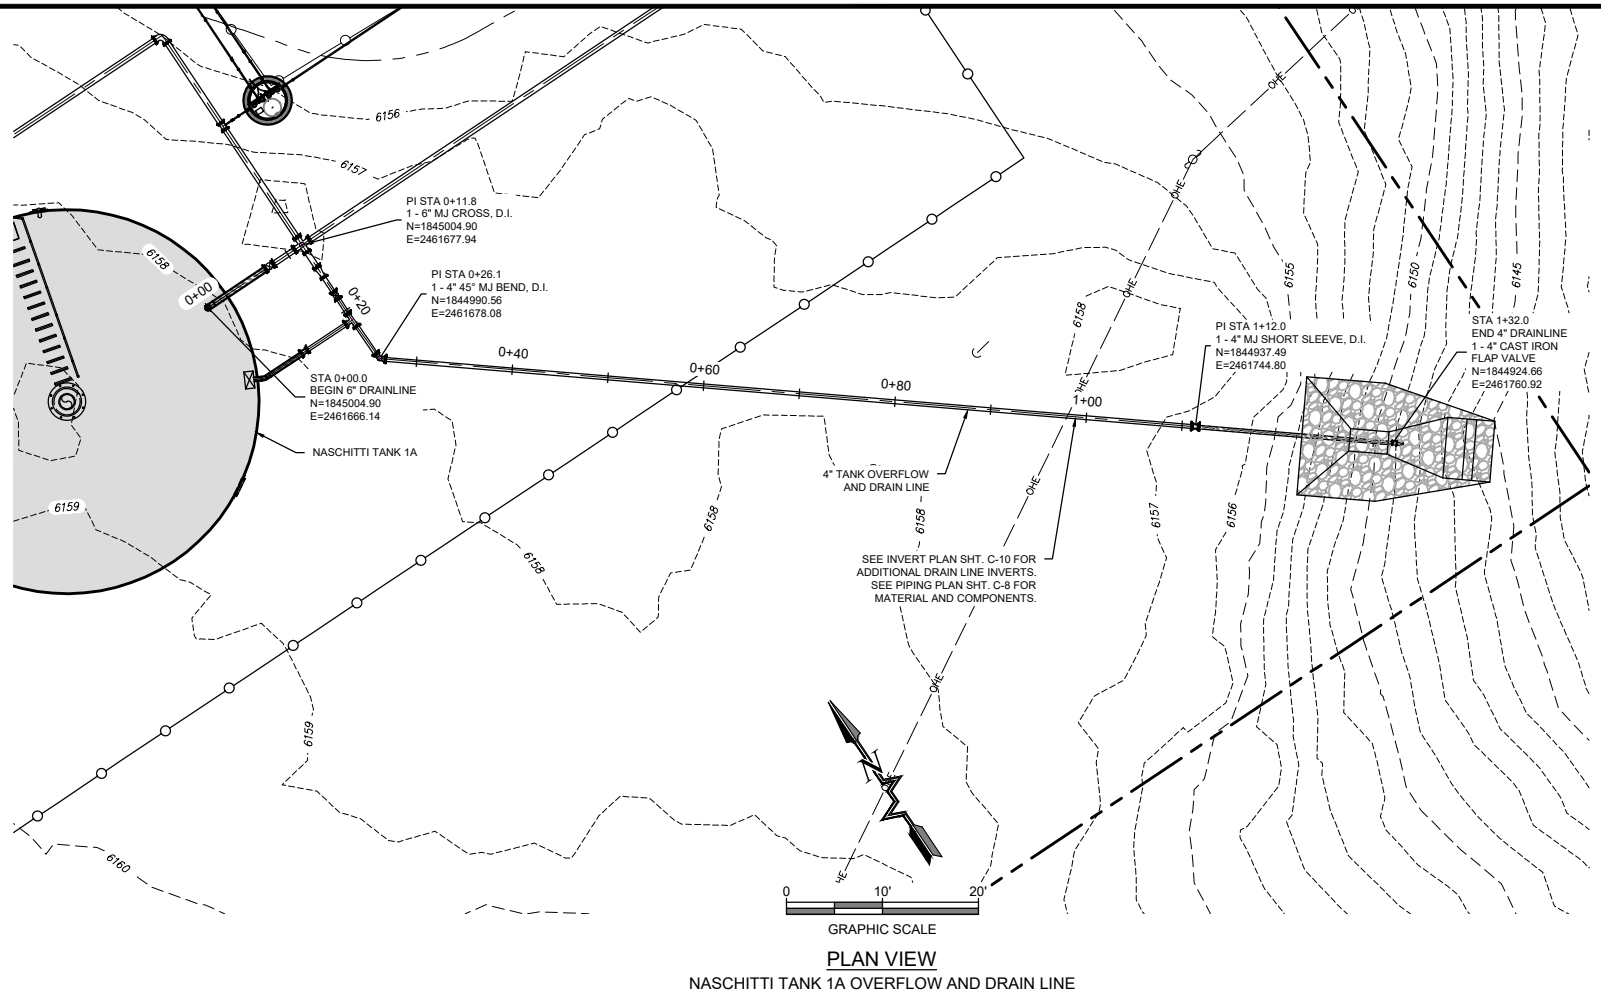 6156
6157
6158
PI STA 0+11.8
1 - 6" MJ CROSS, D.I.
N=1845004.90
E=2461677.94
0+00
0+20
PI STA 0+26.1
1 - 4" 45° MJ BEND, D.I.
N=1844990.56
E=2461678.08
STA 0+00.0
BEGIN 6" DRAINLINE
N=1845004.90
E=2461666.14
NASCHITTI TANK 1A
6159
0+40
0+60
0+80
1+00
OHE
OHE
OHE
OHE
OHE
OHE
6158
6155
6150
6145
PI STA 1+12.0
1 - 4" MJ SHORT SLEEVE, D.I.
N=1844937.49
E=2461744.80
STA 1+32.0
END 4" DRAINLINE
1 - 4" CAST IRON
FLAP VALVE
N=1844924.66
E=2461760.92
4" TANK OVERFLOW
AND DRAIN LINE
6158
6158
6158
6157
6156
SEE INVERT PLAN SHT. C-10 FOR
ADDITIONAL DRAIN LINE INVERTS.
SEE PIPING PLAN SHT. C-8 FOR
MATERIAL AND COMPONENTS.
6159
6160
N
0 10' 20'
GRAPHIC SCALE
PLAN VIEW
NASCHITTI TANK 1A OVERFLOW AND DRAIN LINE